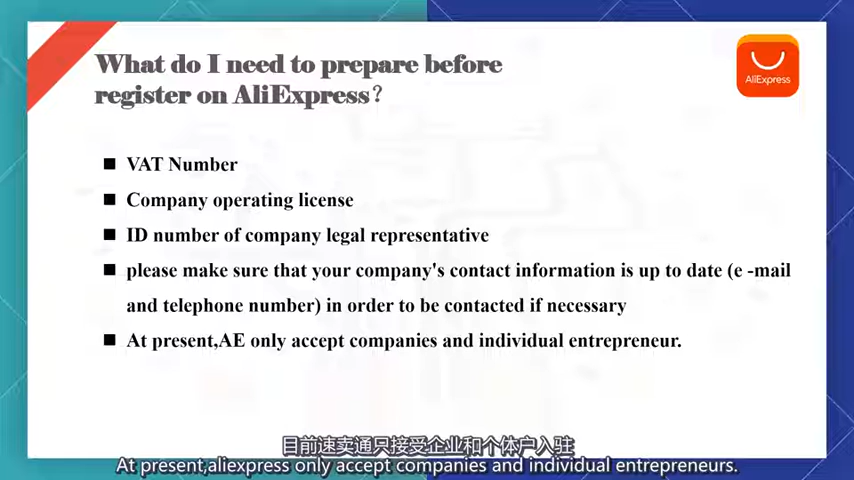 What do I need to prepare before
register on AliExpress?
AliExpress
VAT Number
Company operating license
ID number of company legal representative
please make sure that your company's contact information is up to date (e -mail
and telephone number) in order to be contacted if necessary
At present,AE only accept companies and individual entrepreneur.
目前速卖通只接受企业和个体户入驻
At present,aliexpress only accept companies and individual entrepreneurs.